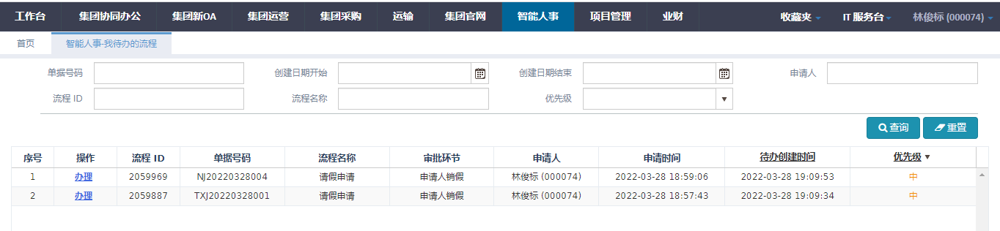 工作台 集团协同办公 集团新OA 集团运营 集团采购 运输 集团官网 智能人事 项目管理 业财 收藏夹 IT 服务台 林俊标 (000074)
首页 智能人事-我待办的流程
单据号码 创建日期开始 创建日期结束 申请人
流程 ID 流程名称 优先级
查询 重置
序号 操作 流程 ID 单据号码 流程名称 审批环节 申请人 申请时间 待办创建时间 优先级
1 办理 2059969 NJ20220328004 请假申请 申请人销假 林俊标 (000074) 2022-03-28 18:59:06 2022-03-28 19:09:53 中
2 办理 2059887 TXJ20220328001 请假申请 申请人销假 林俊标 (000074) 2022-03-28 18:57:43 2022-03-28 19:09:34 中